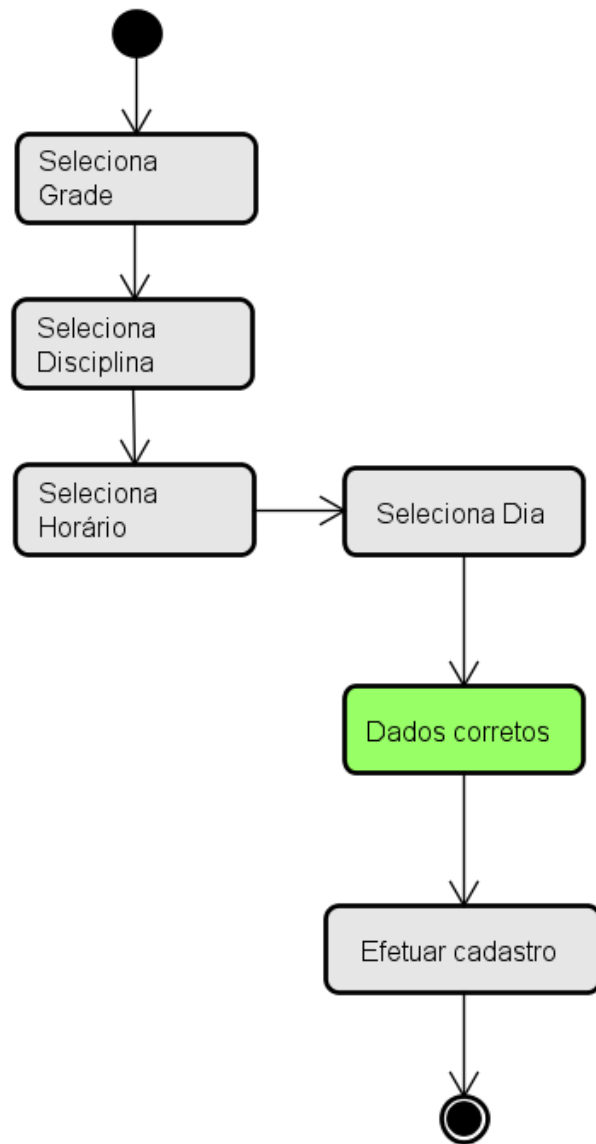 Seleciona
Grade
Seleciona
Disciplina
Seleciona
Horário
Seleciona Dia
Dados corretos
Efetuar cadastro